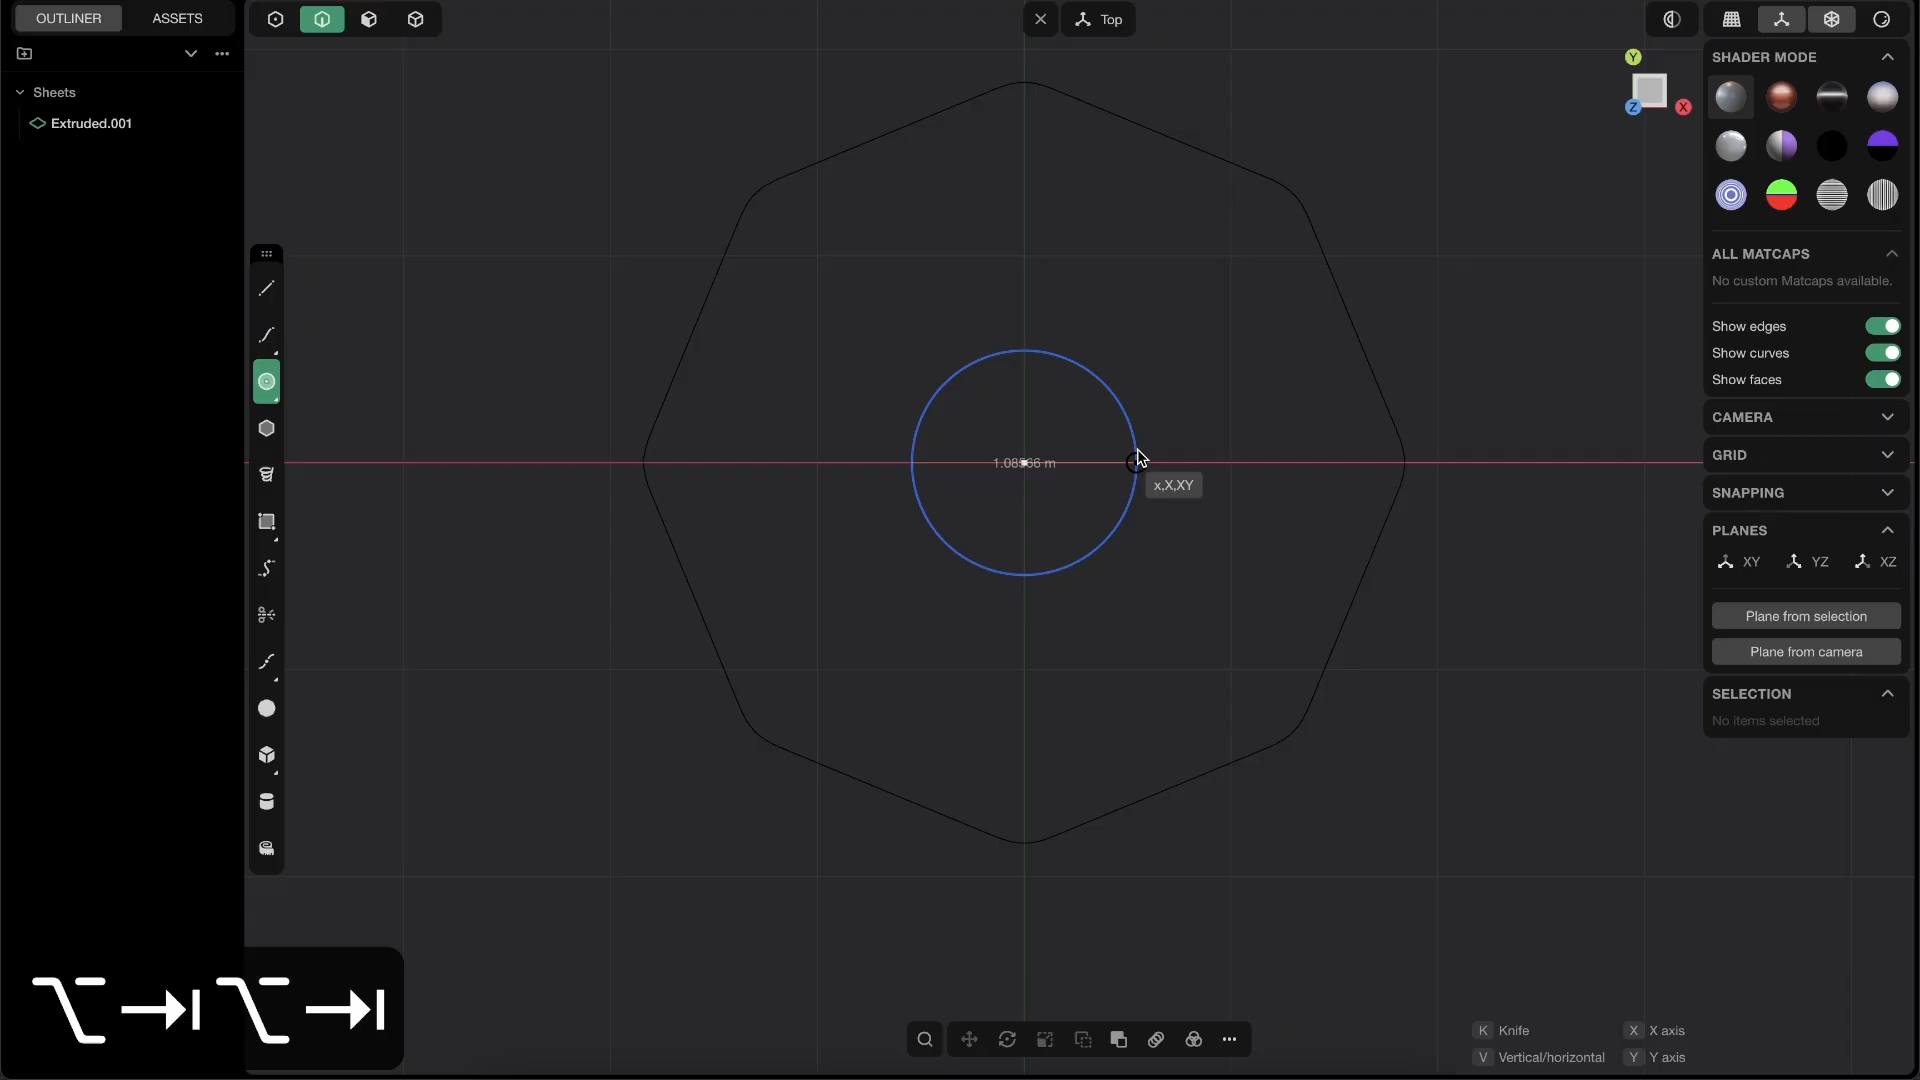 OUTLINER
ASSETS
Top
Sheets
Extruded.001
Y
Z
X
SHADER MODE
ALL MATCAPS
No custom Matcaps available.
Show edges
Show curves
Show faces
CAMERA
GRID
SNAPPING
PLANES
XY
YZ
XZ
Plane from selection
Plane from camera
SELECTION
No items selected
x,X,XY
K Knife
X X axis
V Vertical/horizontal
Y Y axis